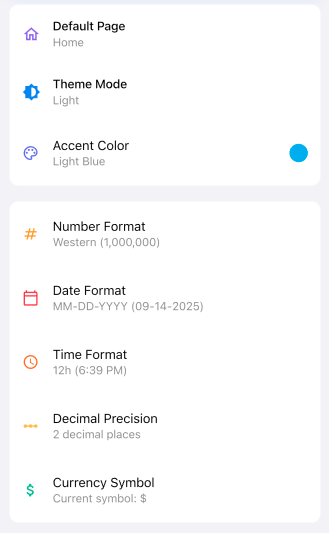 Default Page
Home
Theme Mode
Light
Accent Color
Light Blue
Number Format
Western (1,000,000)
Date Format
MM-DD-YYYY (09-14-2025)
Time Format
12h (6:39 PM)
Decimal Precision
2 decimal places
Currency Symbol
Current symbol: $